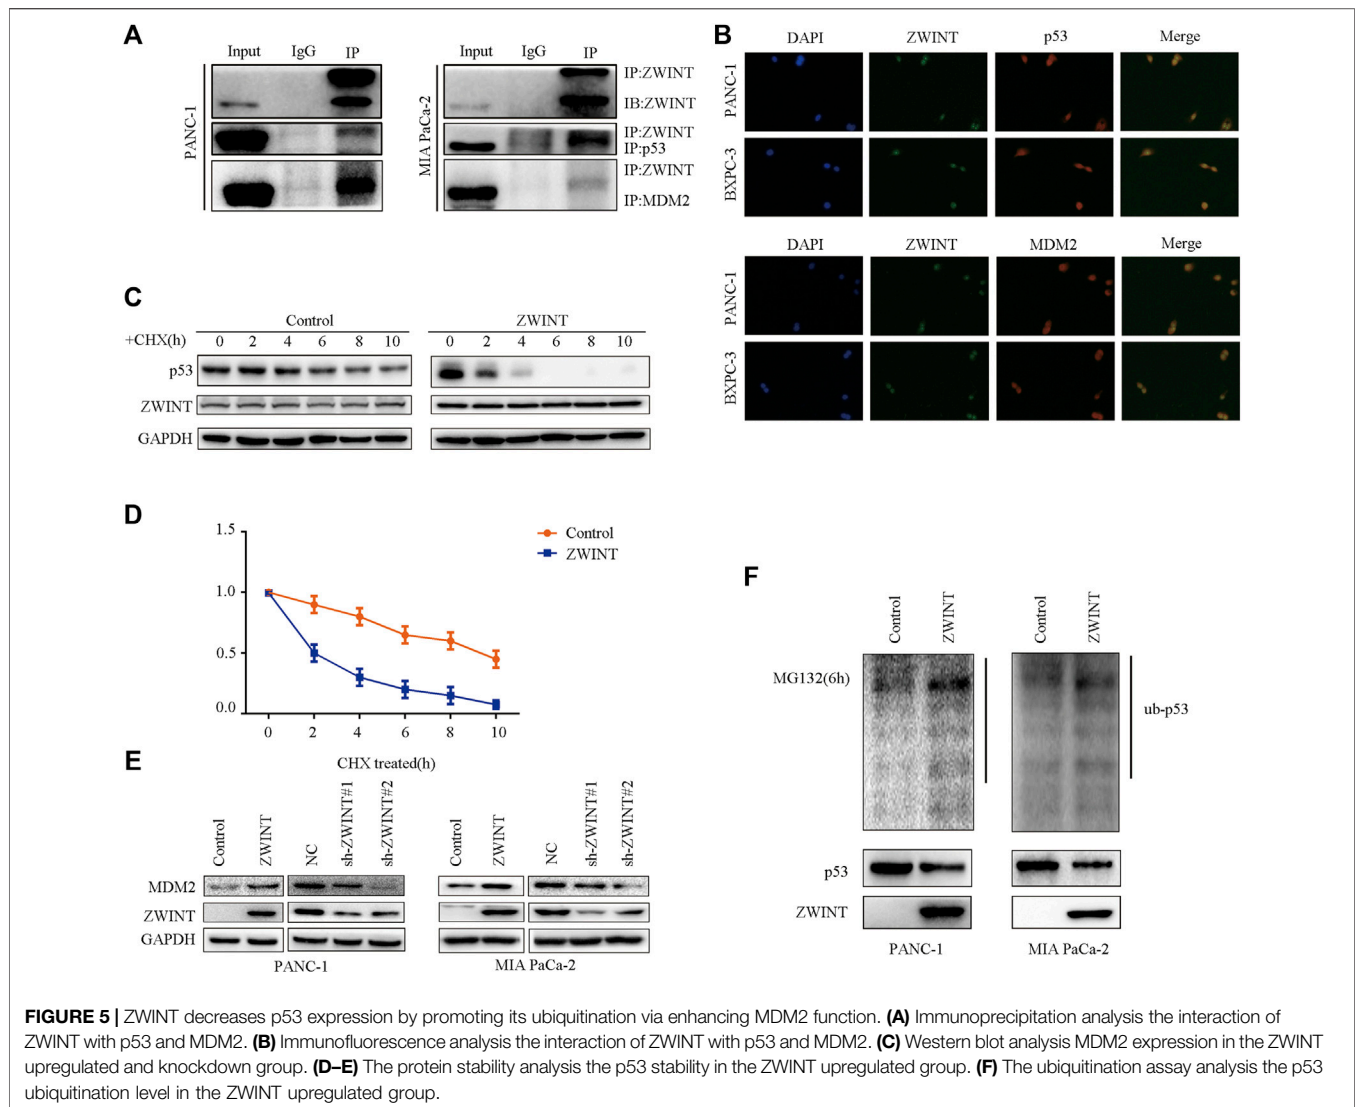 A
Input IgG IP
PANC-1
Input IgG IP
MIA PaCa-2
IP:ZWINT
IB:ZWINT
IP:ZWINT
IP:p53
IP:ZWINT
IP:MDM2
B
DAPI ZWINT p53 Merge
PANC-1
BXPC-3
DAPI ZWINT MDM2 Merge
PANC-1
BXPC-3
C
Control ZWINT
+CHX(h) 0 2 4 6 8 10 0 2 4 6 8 10
p53
ZWINT
GAPDH
D
1.5
1.0
0.5
0.0
0 2 4 6 8 10
CHX treated(h)
Control
ZWINT
E
Control ZWINT NC sh-ZWINT#1 sh-ZWINT#2 Control ZWINT NC sh-ZWINT#1 sh-ZWINT#2
MDM2
ZWINT
GAPDH
PANC-1 MIA PaCa-2
F
Control ZWINT Control ZWINT
MG132(6h)
ub-p53
p53
ZWINT
PANC-1 MIA PaCa-2
FIGURE 5 | ZWINT decreases p53 expression by promoting its ubiquitination via enhancing MDM2 function. (A) Immunoprecipitation analysis the interaction of
ZWINT with p53 and MDM2. (B) Immunofluorescence analysis the interaction of ZWINT with p53 and MDM2. (C) Western blot analysis MDM2 expression in the ZWINT
upregulated and knockdown group. (D–E) The protein stability analysis the p53 stability in the ZWINT upregulated group. (F) The ubiquitination assay analysis the p53
ubiquitination level in the ZWINT upregulated group.